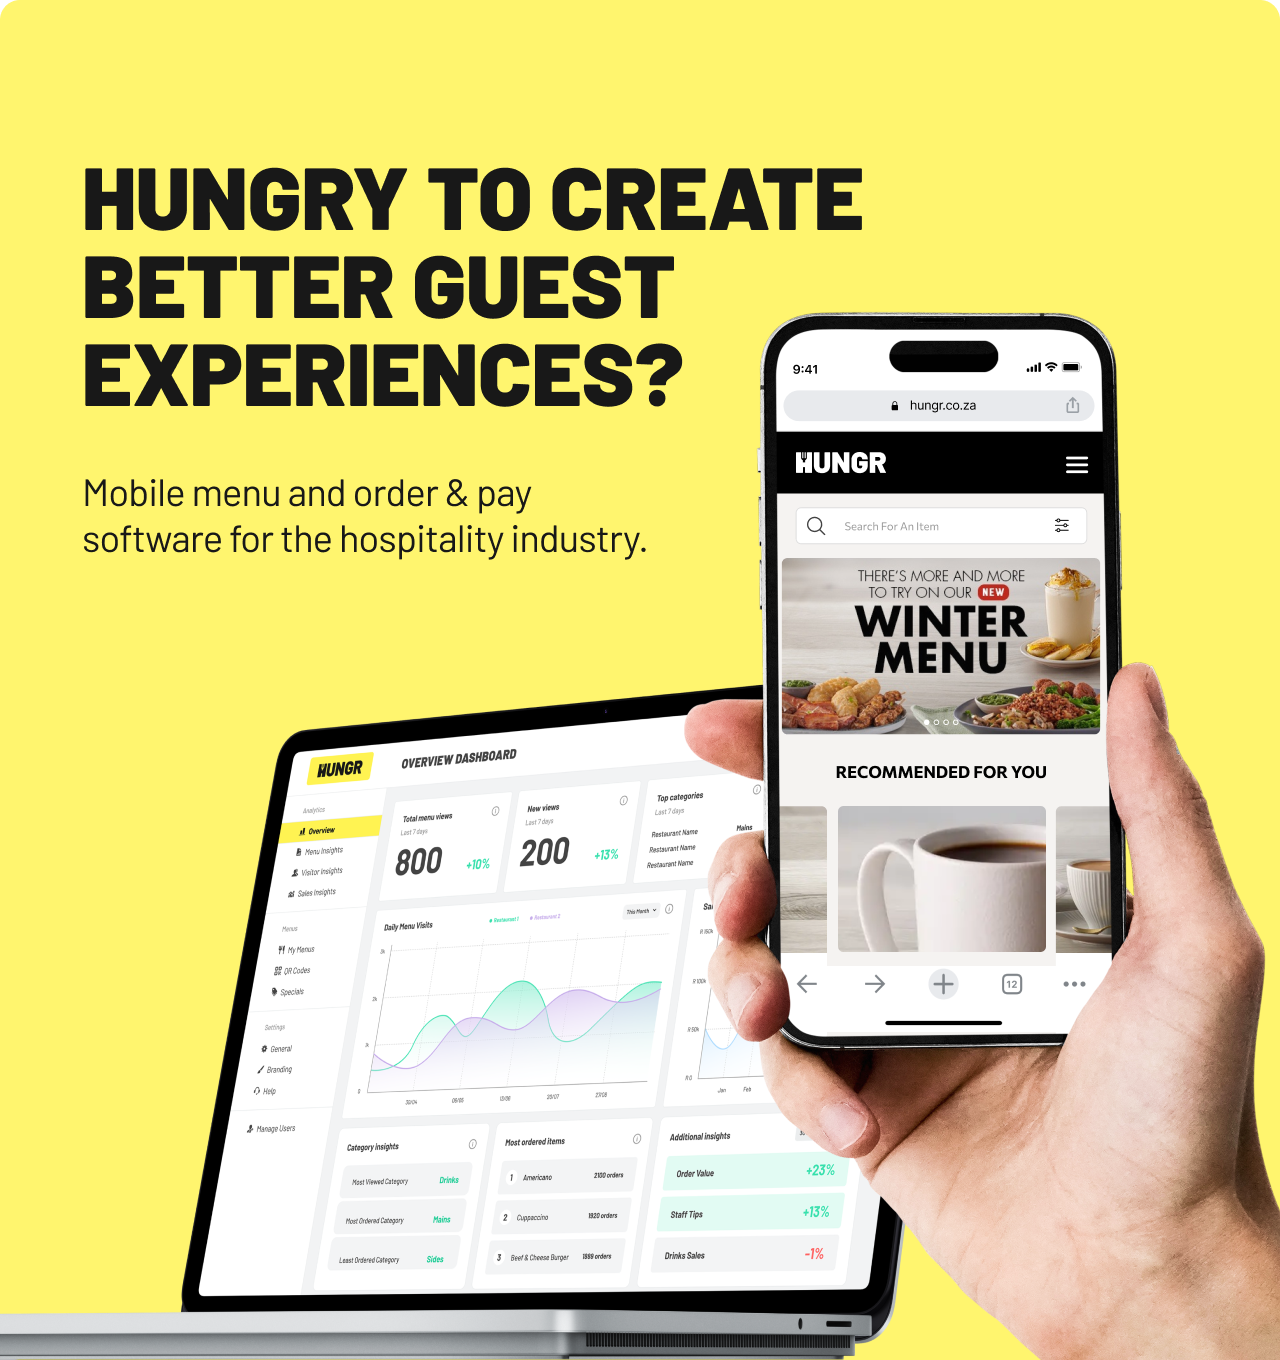 HUNGRY TO CREATE
BETTER GUEST
EXPERIENCES?
Mobile menu and order & pay
software for the hospitality industry.
9:41
hungr.co.za
HUNGR
Search For An Item
THERE'S MORE AND MORE
TO TRY ON OUR NEW
WINTER
MENU
RECOMMENDED FOR YOU
12
HUNGR
OVERVIEW DASHBOARD
Analytics
Overview
Menu Insights
Visitor Insights
Sales Insights
Menus
My Menus
QR Codes
Specials
Settings
General
Branding
Help
Manage Users
Total menu views
Last 7 days
800 +10%
New views
Last 7 days
200 +13%
Top categories
Last 7 days
Restaurant Name Mains
Restaurant Name
Restaurant Name
Daily Menu Visits
Restaurant 1 Restaurant 2
This Month
3k
2k
1k
0
30/04 06/05 13/06 20/07 27/08
Sa
R 150k
R 100k
R 50k
R 0
Jan Feb
Category insights
Most Viewed Category Drinks
Most Ordered Category Mains
Least Ordered Category Sides
Most ordered items
1 Americano 2100 orders
2 Cuppaccino 1920 orders
3 Beef & Cheese Burger 1889 orders
Additional insights
Order Value +23%
Staff Tips +13%
Drinks Sales -1%